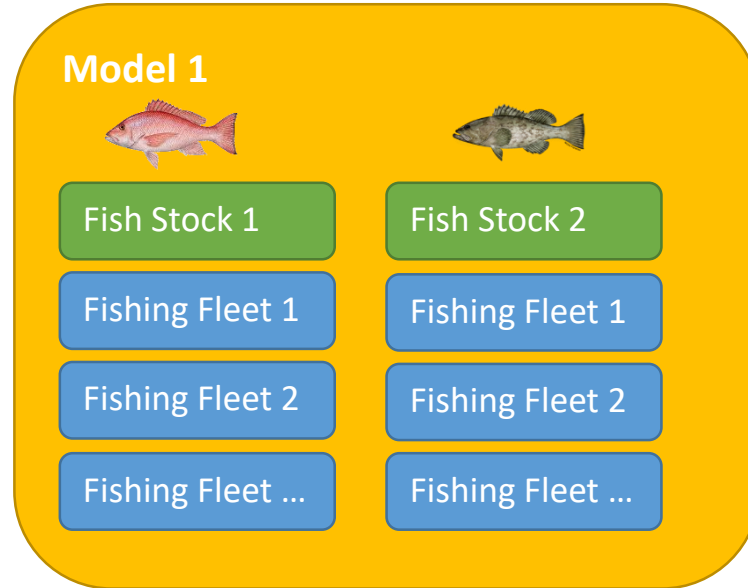 Model 1
Fish Stock 1
Fishing Fleet 1
Fishing Fleet 2
Fishing Fleet ...
Fish Stock 2
Fishing Fleet 1
Fishing Fleet 2
Fishing Fleet ...